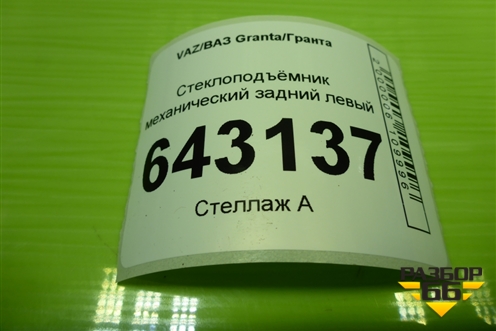 VAZ/ВАЗ Granta/Гранта
Стеклоподъёмник
механический задний левый
643137
Стеллаж А
РАЗБОР
66